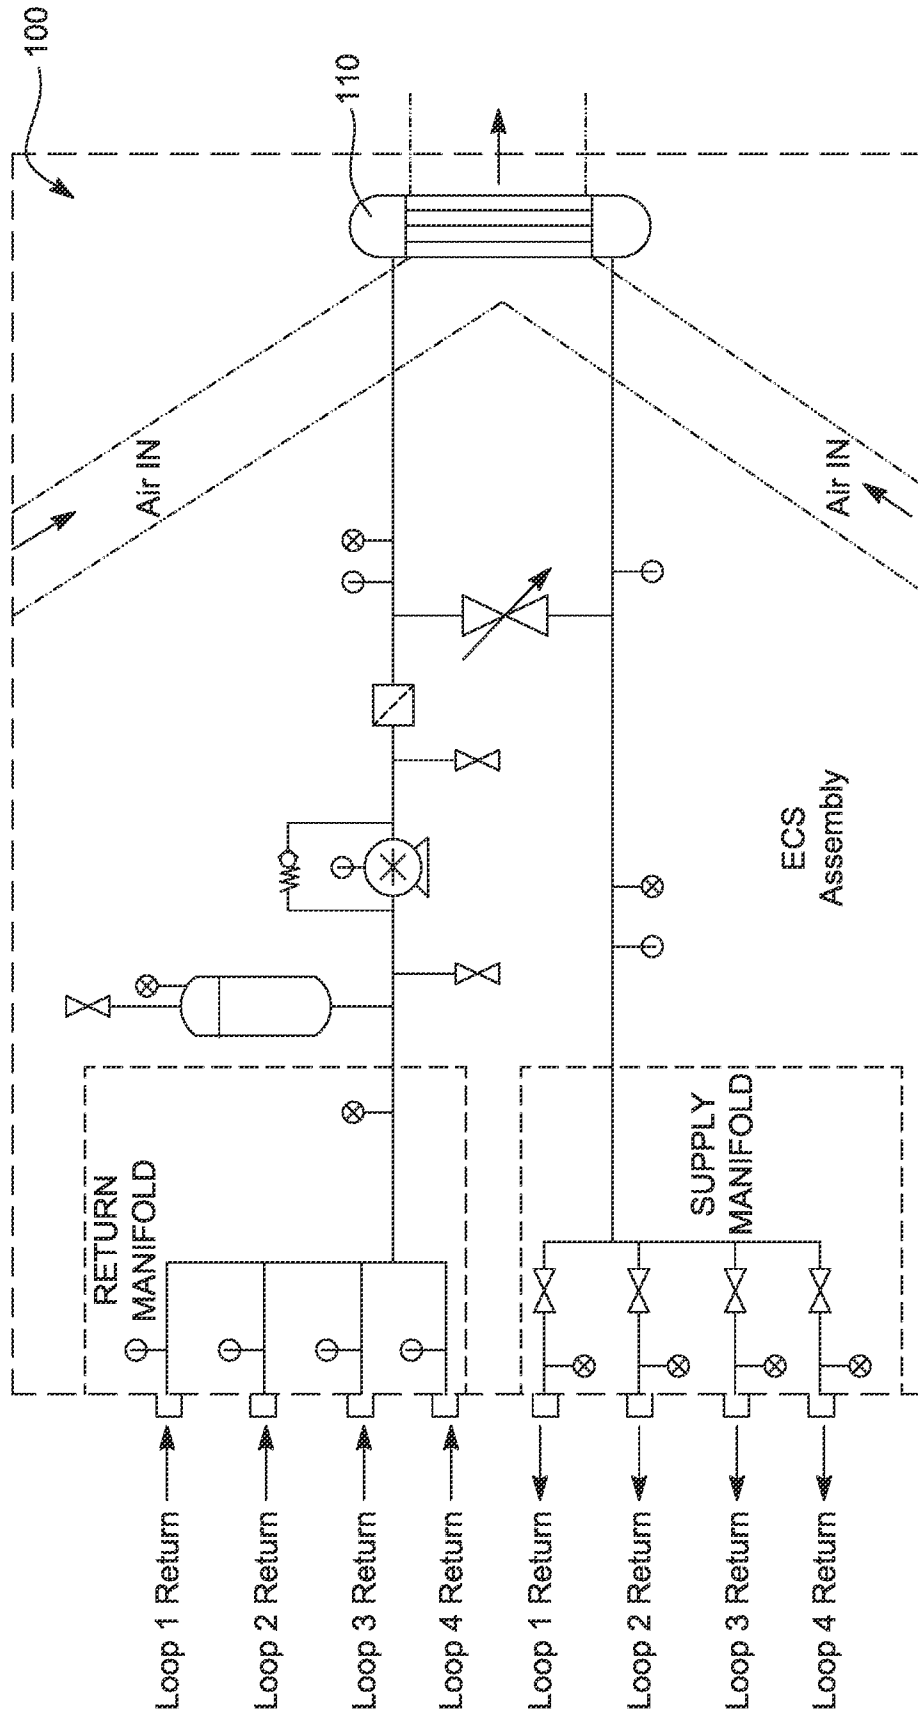 100
110
Air IN
Air IN
ECS
Assembly
RETURN
MANIFOLD
SUPPLY
MANIFOLD
Loop 1 Return
Loop 2 Return
Loop 3 Return
Loop 4 Return
Loop 1 Return
Loop 2 Return
Loop 3 Return
Loop 4 Return